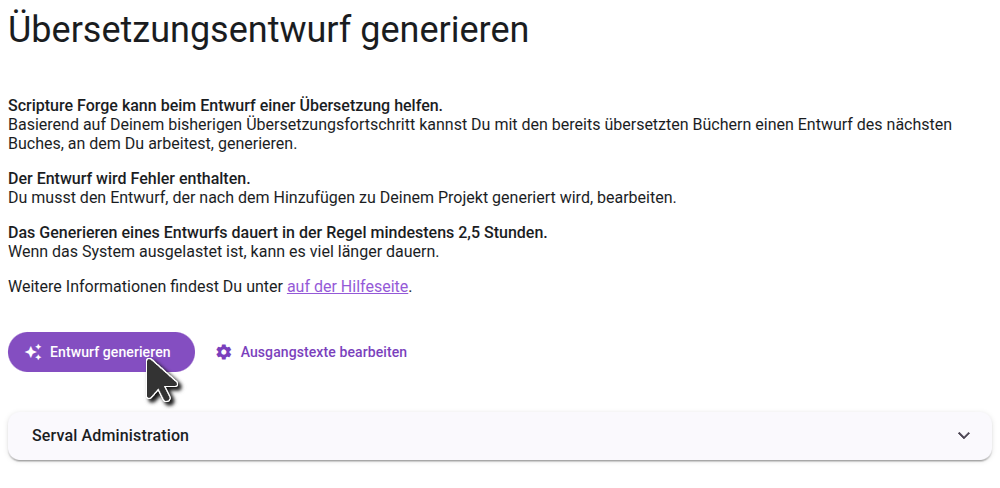 Übersetzungsentwurf generieren
Scripture Forge kann beim Entwurf einer Übersetzung helfen.
Basierend auf Deinem bisherigen Übersetzungsfortschritt kannst Du mit den bereits übersetzten Büchern einen Entwurf des nächsten
Buches, an dem Du arbeitest, generieren.
Der Entwurf wird Fehler enthalten.
Du musst den Entwurf, der nach dem Hinzufügen zu Deinem Projekt generiert wird, bearbeiten.
Das Generieren eines Entwurfs dauert in der Regel mindestens 2,5 Stunden.
Wenn das System ausgelastet ist, kann es viel länger dauern.
Weitere Informationen findest Du unter auf der Hilfeseite.
Entwurf generieren Ausgangstexte bearbeiten
Serval Administration